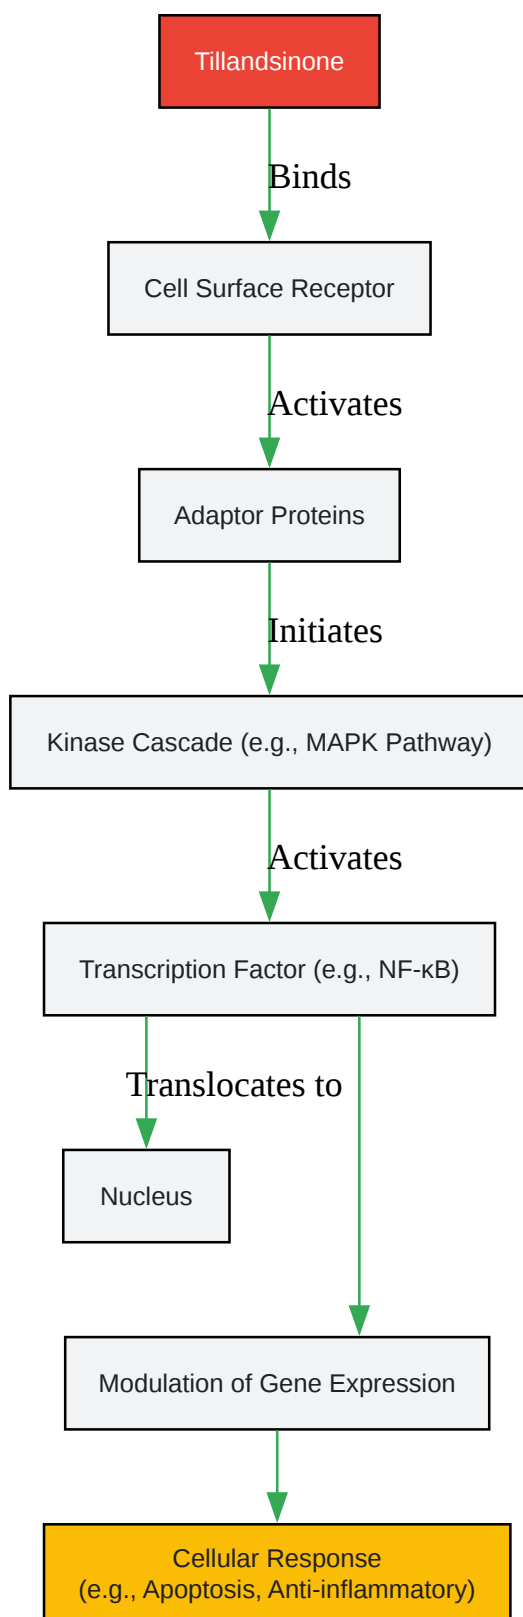 Tillandsinone
Binds
Cell Surface Receptor
Activates
Adaptor Proteins
Initiates
Kinase Cascade (e.g., MAPK Pathway)
Activates
Transcription Factor (e.g., NF-κB)
Translocates to
Nucleus
Modulation of Gene Expression
Cellular Response
(e.g., Apoptosis, Anti-inflammatory)